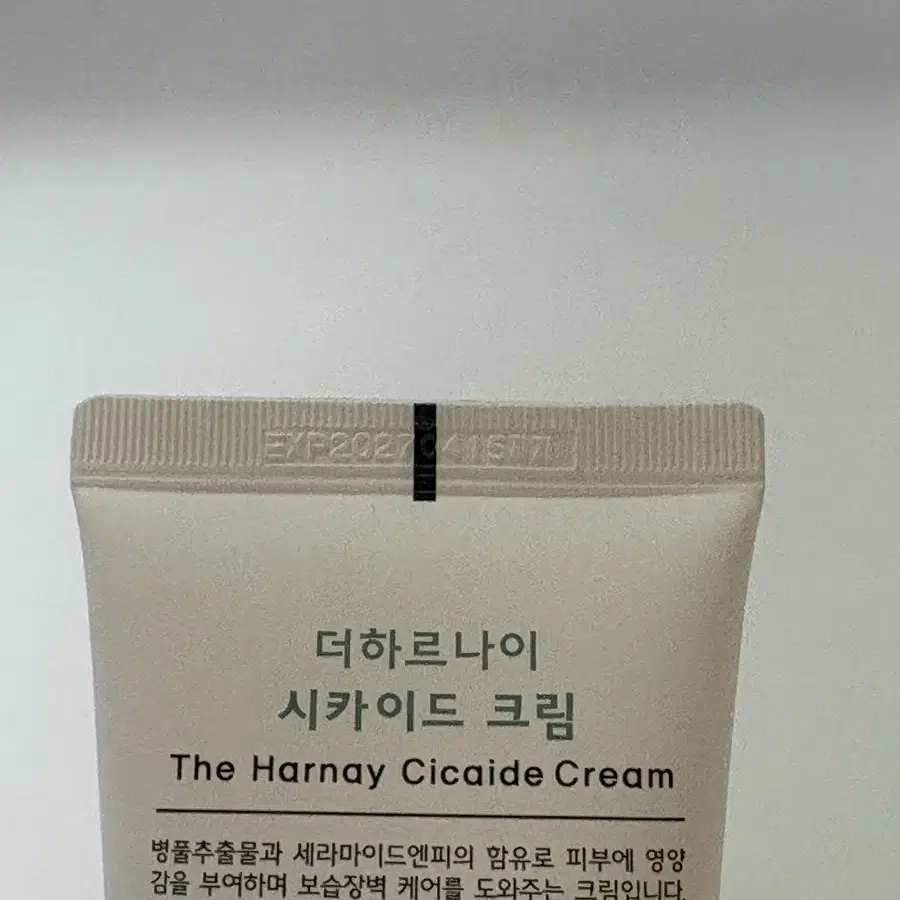 EXP2027
더하르나이
시카이드 크림
The Harnay Cicaide Cream
병풀추출물과 세라마이드엔피의 함유로 피부에 영양
감을 부여하며 보습장벽 케어를 도와주는 크림입니다.